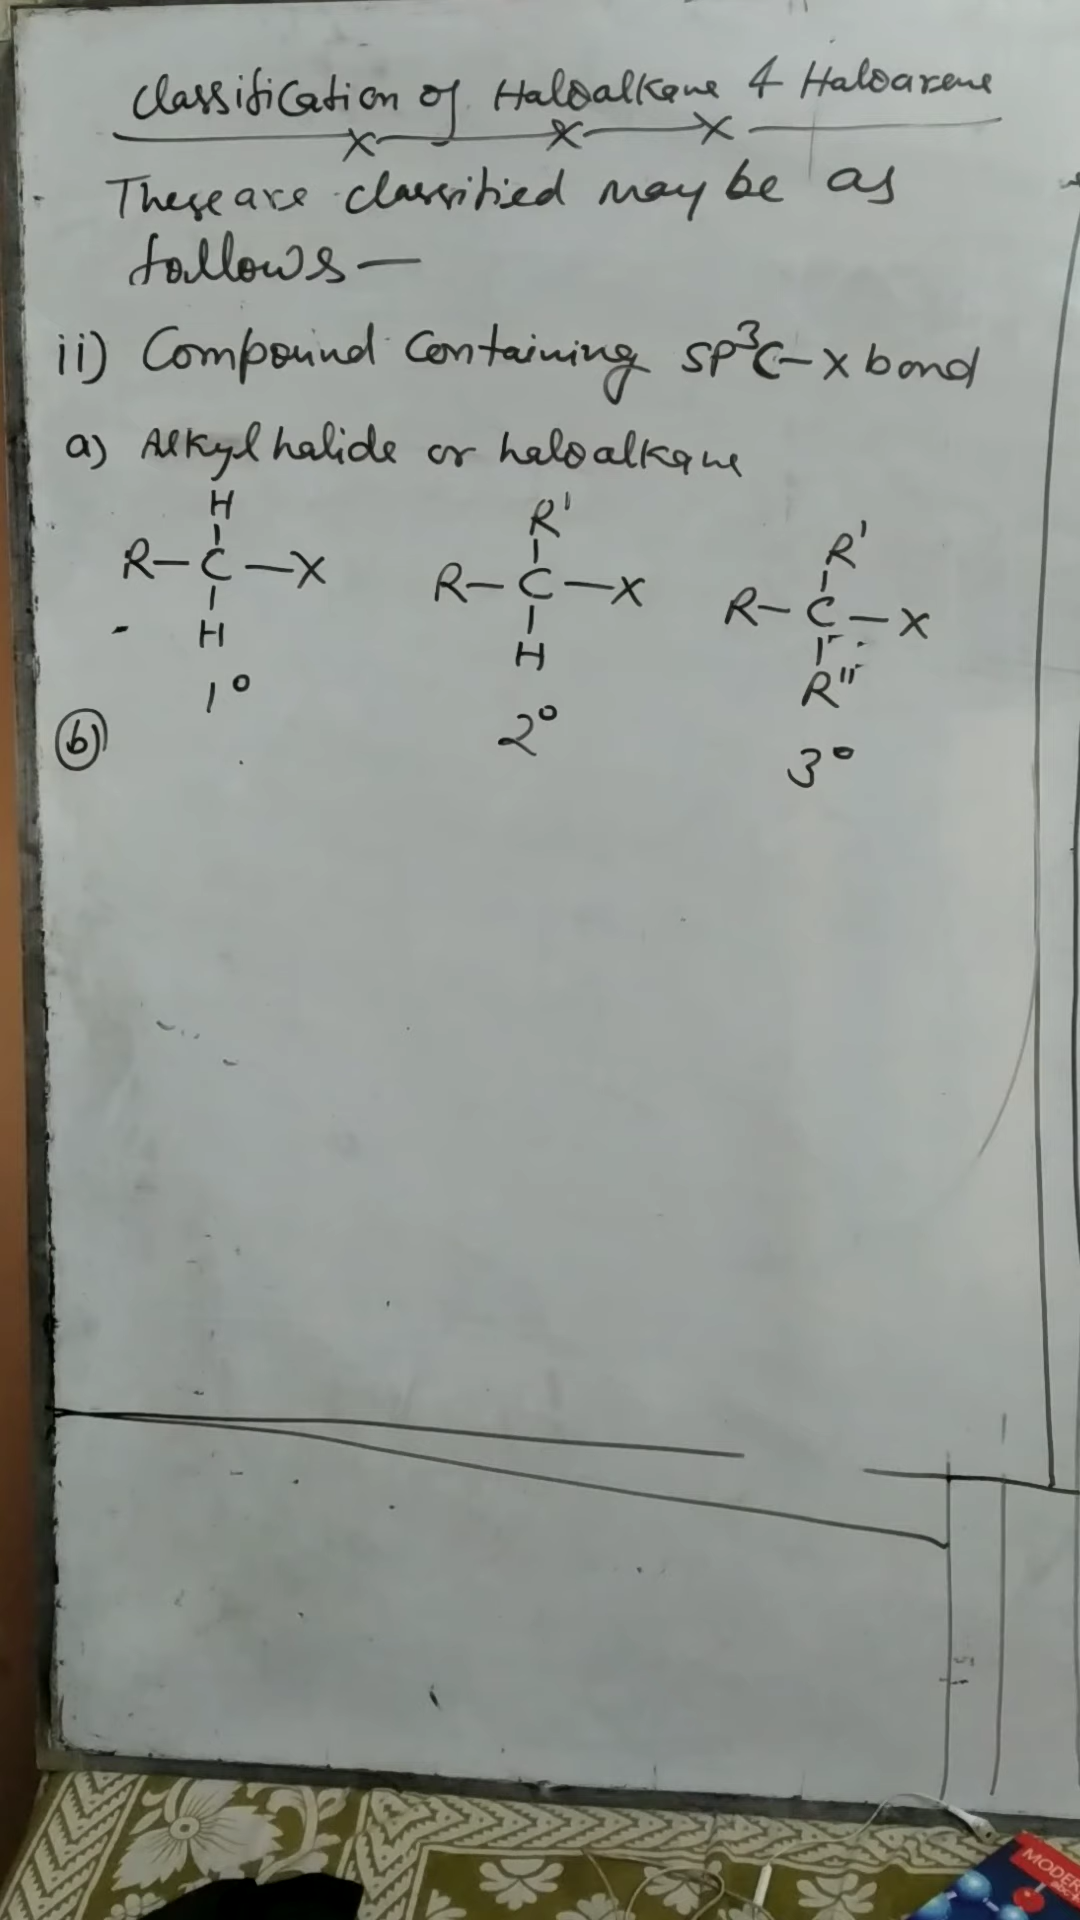 Classification of Haloalkane & Haloarene
These are classified may be as
follows —
ii) Compound Containing sp³C–X bond
a) Alkyl halide or haloalkane
H R' R'
R–C–X R–C–X R–C–X
H H R"
1° 2° 3°
b)
MODER